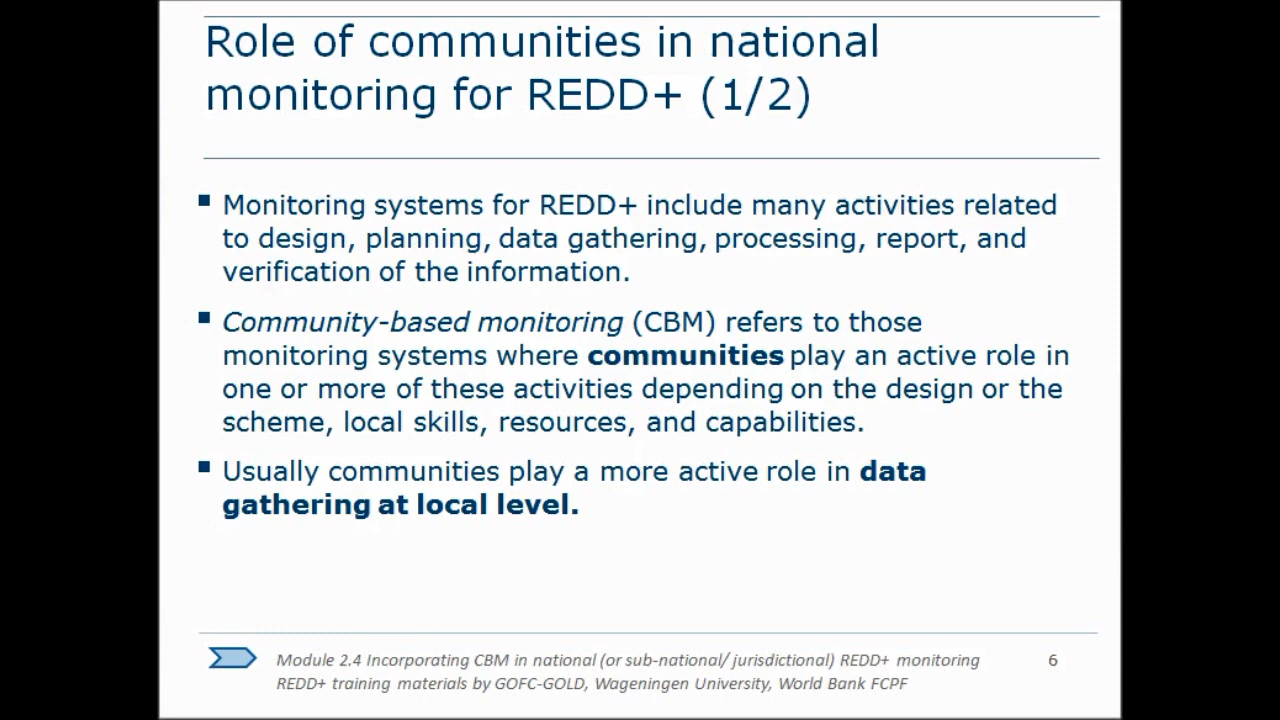 Role of communities in national
monitoring for REDD+ (1/2)
Monitoring systems for REDD+ include many activities related
to design, planning, data gathering, processing, report, and
verification of the information.
Community-based monitoring (CBM) refers to those
monitoring systems where communities play an active role in
one or more of these activities depending on the design or the
scheme, local skills, resources, and capabilities.
Usually communities play a more active role in data
gathering at local level.
Module 2.4 Incorporating CBM in national (or sub-national/ jurisdictional) REDD+ monitoring
REDD+ training materials by GOFC-GOLD, Wageningen University, World Bank FCPF
6